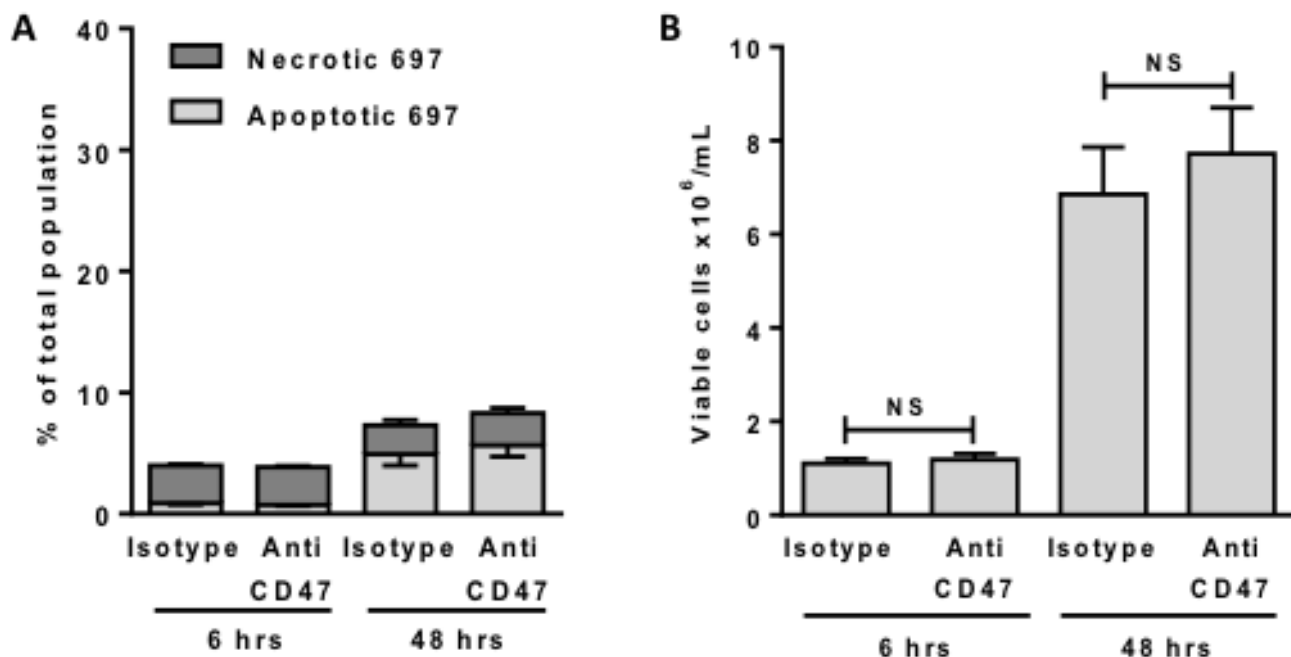 A
% of total population
40
30
20
10
0
Necrotic 697
Apoptotic 697
Isotype Anti CD47 Isotype Anti CD47
6 hrs 48 hrs
B
Viable cells x10⁶/mL
10
8
6
4
2
0
NS
NS
Isotype Anti CD47 Isotype Anti CD47
6 hrs 48 hrs